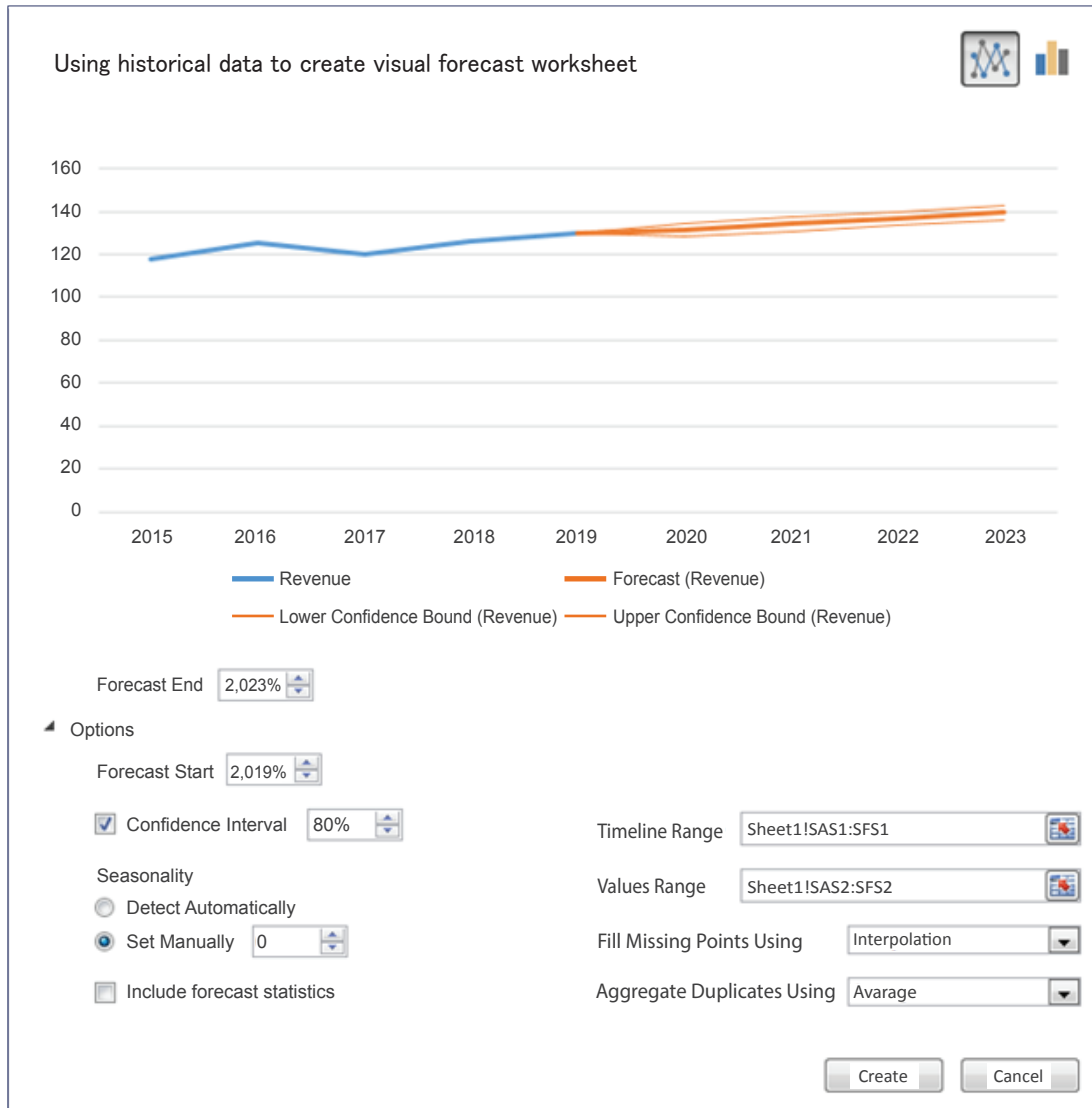 Using historical data to create visual forecast worksheet
160
140
120
100
80
60
40
20
0
2015 2016 2017 2018 2019 2020 2021 2022 2023
Revenue Forecast (Revenue)
Lower Confidence Bound (Revenue) Upper Confidence Bound (Revenue)
Forecast End 2,023%
Options
Forecast Start 2,019%
Confidence Interval 80%
Seasonality
Detect Automatically
Set Manually 0
Include forecast statistics
Timeline Range Sheet1!SAS1:SFS1
Values Range Sheet1!SAS2:SFS2
Fill Missing Points Using Interpolation
Aggregate Duplicates Using Avarage
Create Cancel